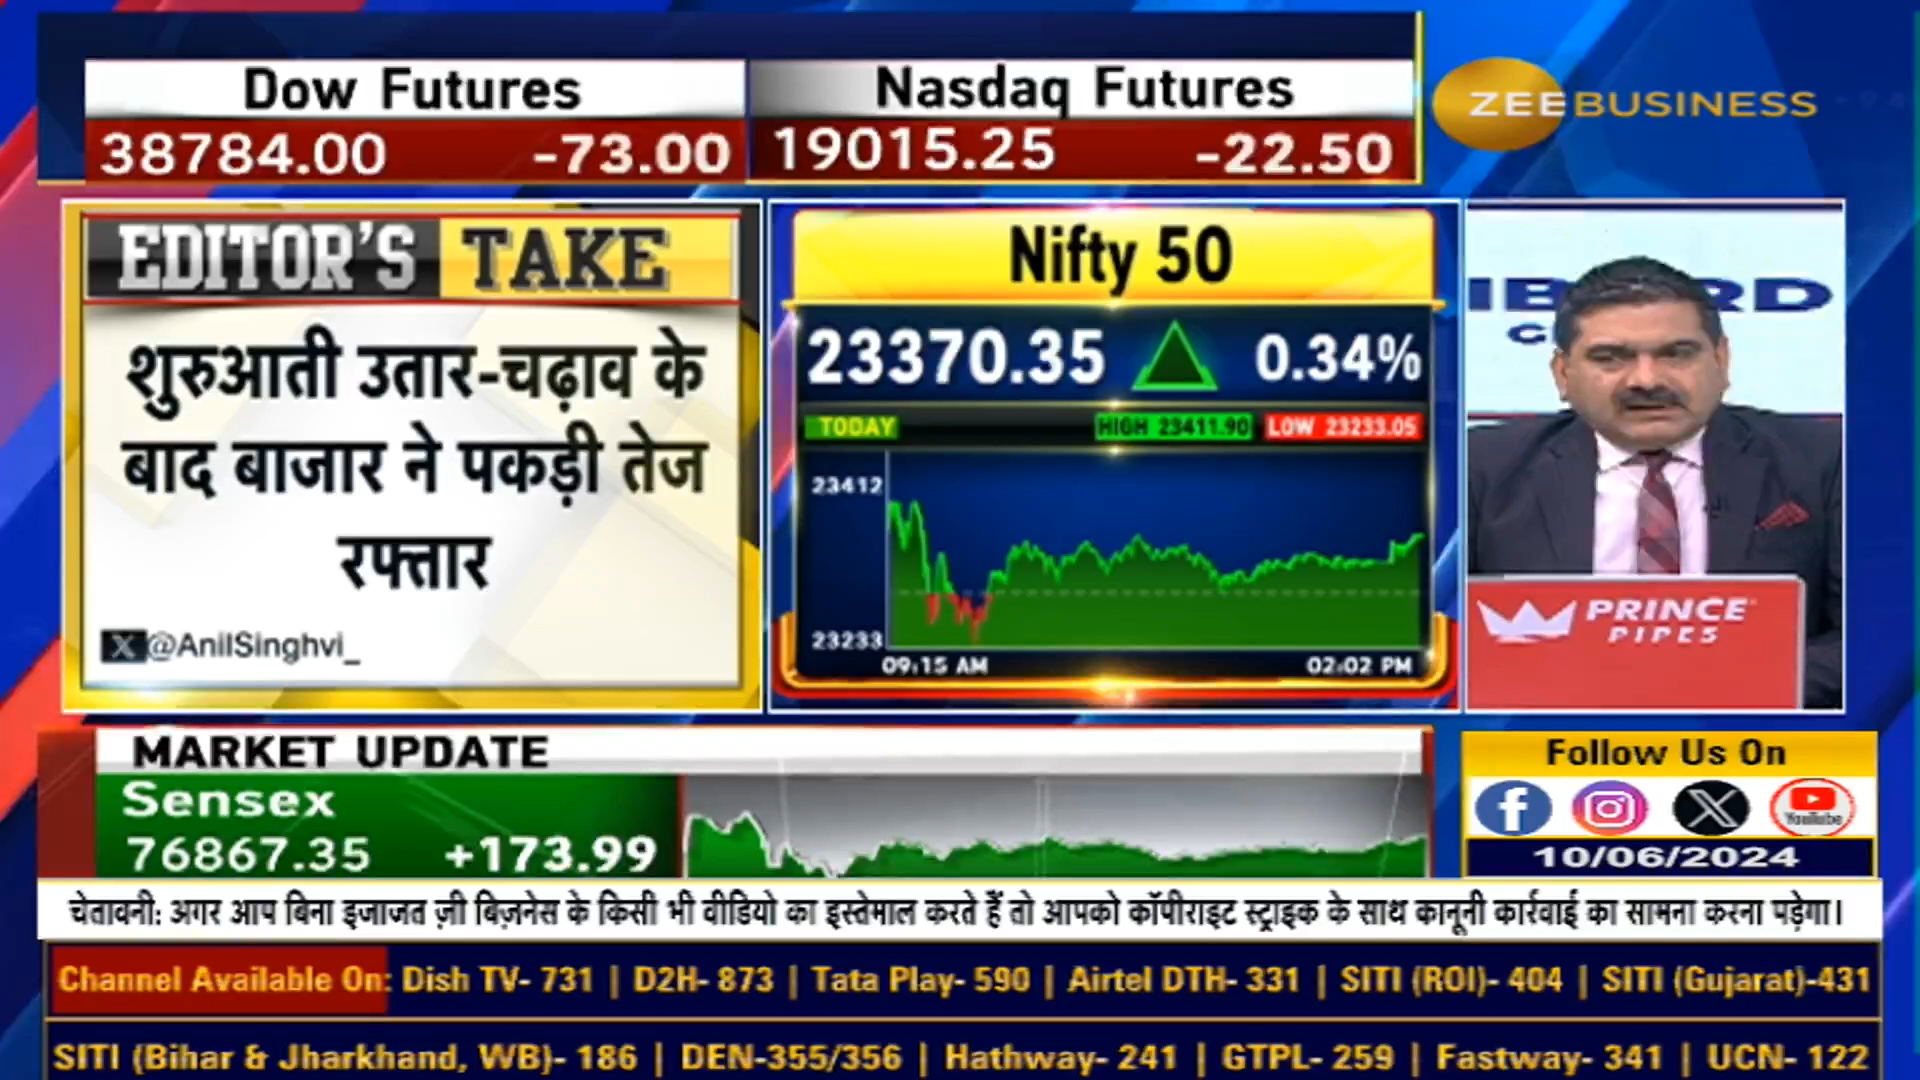 Dow Futures
38784.00 -73.00
Nasdaq Futures
19015.25 -22.50
ZEEBUSINESS
EDITOR'S TAKE
शुरुआती उतार-चढ़ाव के
बाद बाजार ने पकड़ी तेज
रफ्तार
X@AnilSinghvi_
Nifty 50
23370.35 0.34%
TODAY HIGH 23411.90 LOW 23233.05
23412
23233
09:15 AM 02:02 PM
PRINCE
PIPES
MARKET UPDATE
Sensex
76867.35 +173.99
Follow Us On
YouTube
10/06/2024
चेतावनी: अगर आप बिना इजाजत ज़ी बिज़नेस के किसी भी वीडियो का इस्तेमाल करते हैं तो आपको कॉपीराइट स्ट्राइक के साथ कानूनी कार्रवाई का सामना करना पड़ेगा।
Channel Available On: Dish TV- 731 | D2H- 873 | Tata Play- 590 | Airtel DTH- 331 | SITI (ROI)- 404 | SITI (Gujarat)-431
SITI (Bihar & Jharkhand, WB)- 186 | DEN-355/356 | Hathway- 241 | GTPL- 259 | Fastway- 341 | UCN- 122